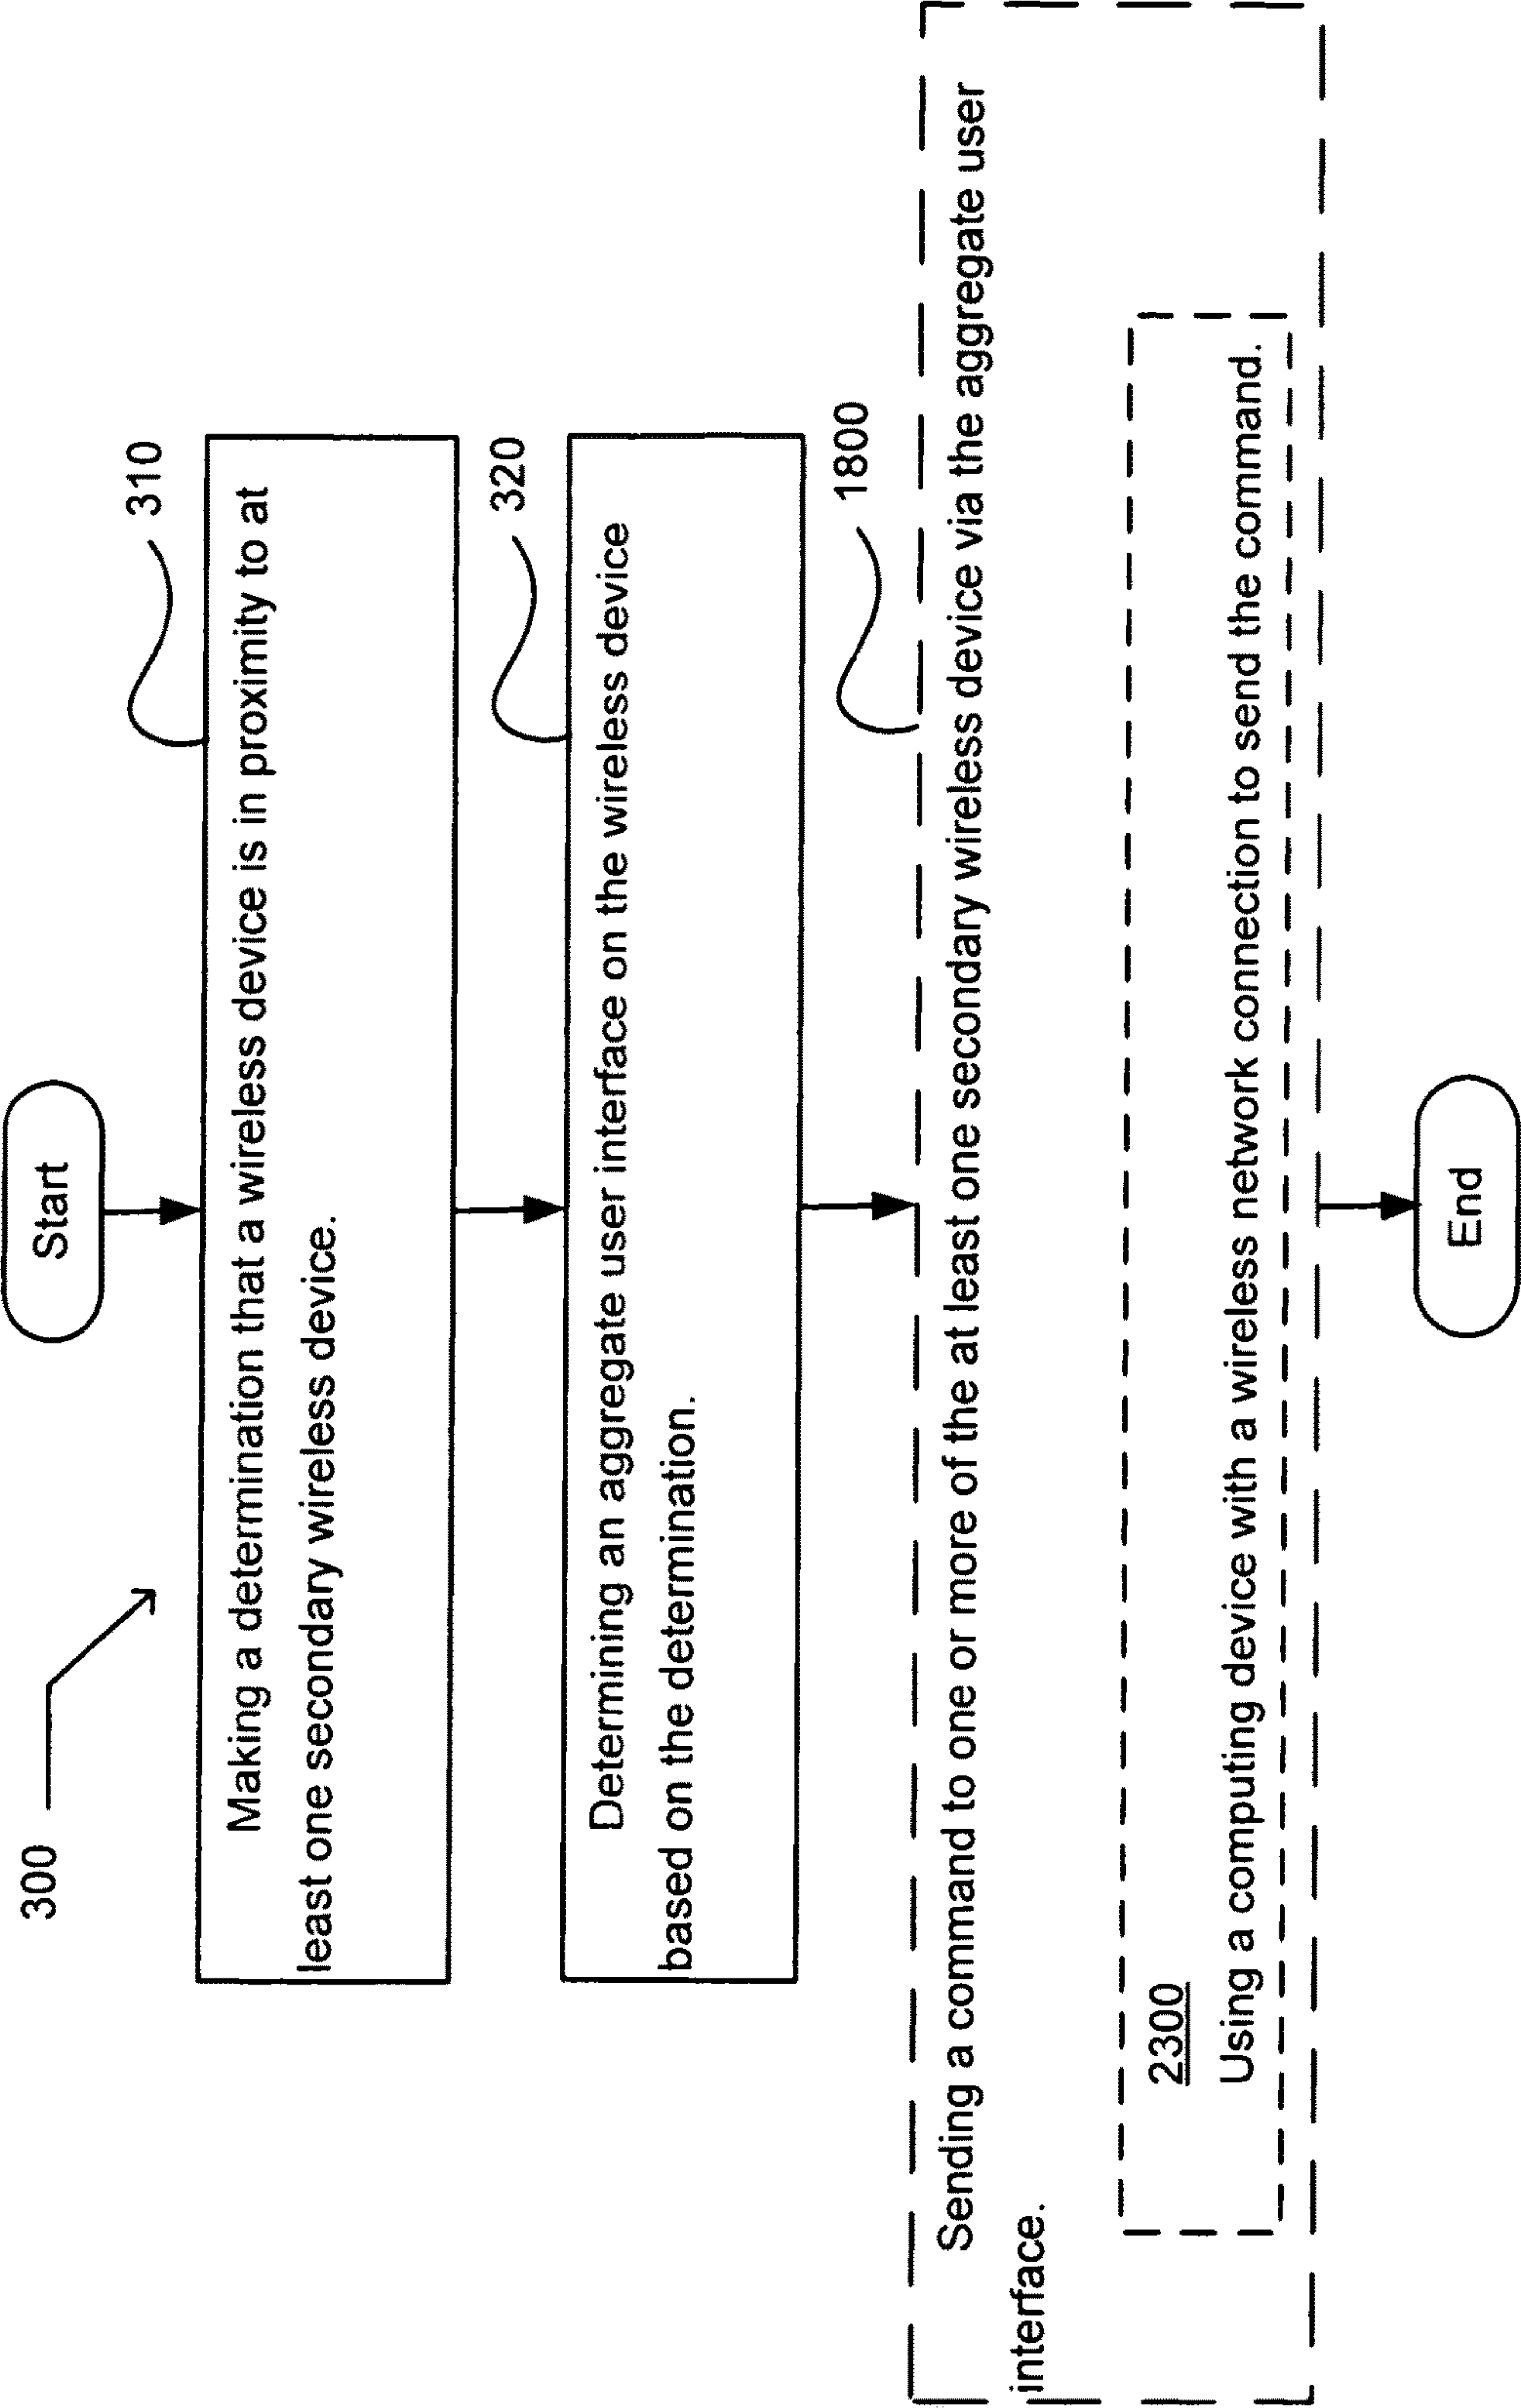 300
Start
310
Making a determination that a wireless device is in proximity to at
least one secondary wireless device.
320
Determining an aggregate user interface on the wireless device
based on the determination.
1800
Sending a command to one or more of the at least one secondary wireless device via the aggregate user
interface.
2300
Using a computing device with a wireless network connection to send the command.
End